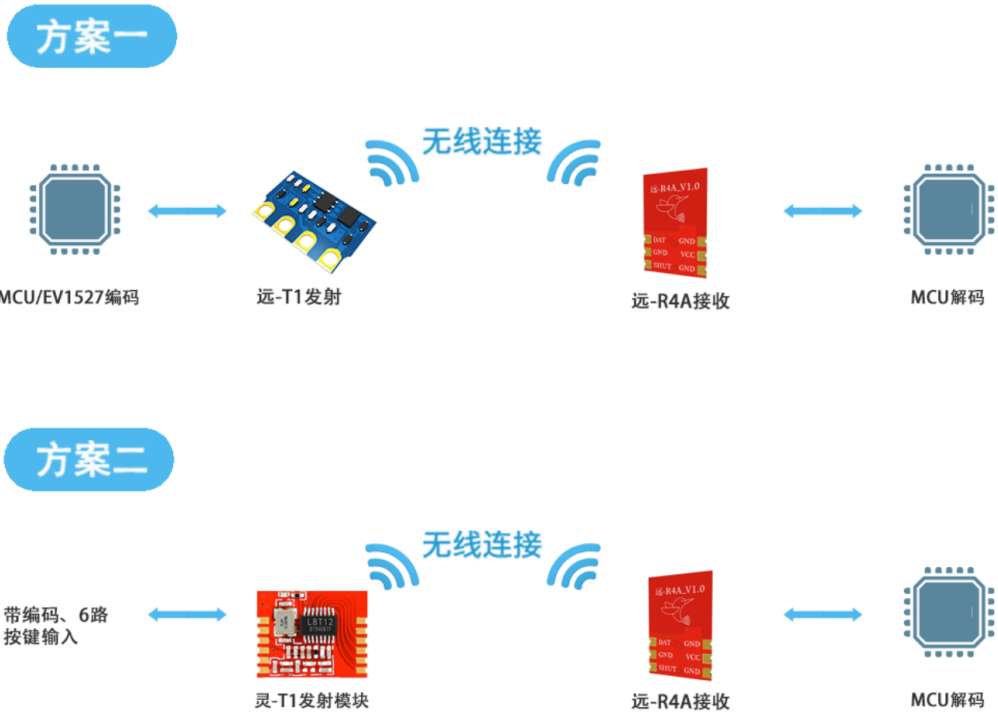 方案一
无线连接
远-R4A_V1.0
DAT GND
GND VCC
SHUT GND
MCU/EV1527编码
远-T1发射
远-R4A接收
MCU解码
方案二
无线连接
远-R4A_V1.0
DAT GND
GND VCC
SHUT GND
带编码、6路
按键输入
LBT12
灵-T1发射模块
远-R4A接收
MCU解码